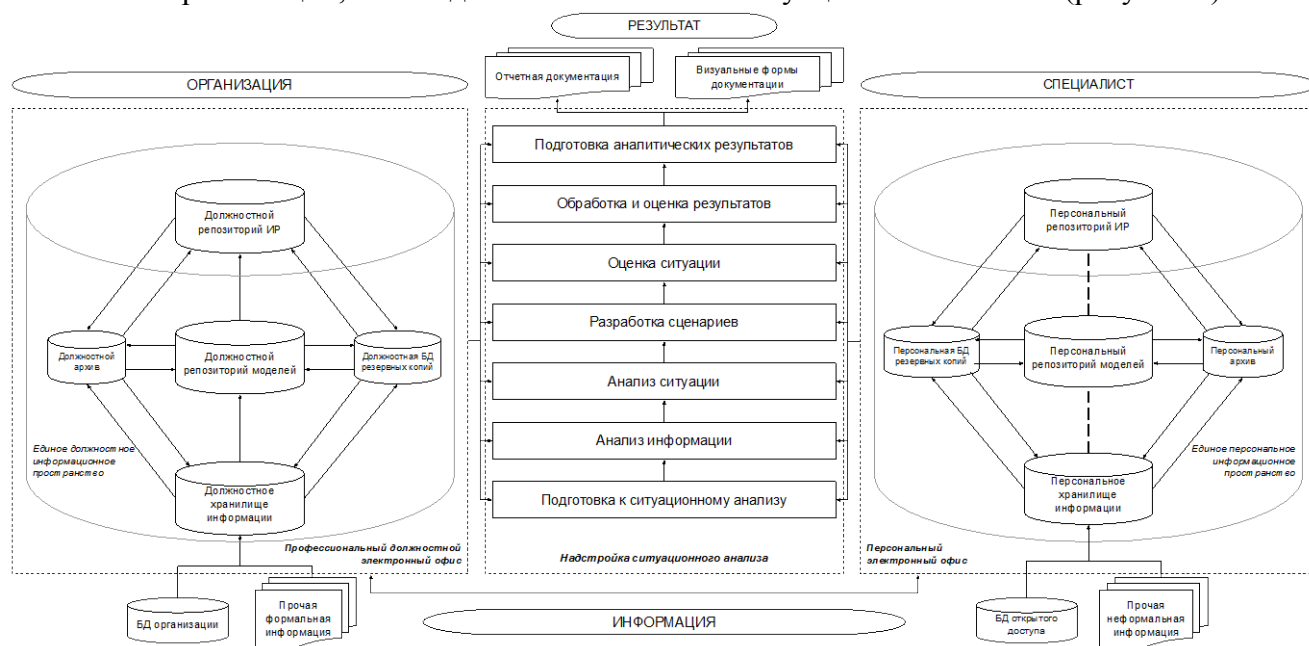 РЕЗУЛЬТАТ
Отчетная документация
Визуальные формы
документации
ОРГАНИЗАЦИЯ
СПЕЦИАЛИСТ
Подготовка аналитических результатов
Обработка и оценка результатов
Оценка ситуации
Разработка сценариев
Анализ ситуации
Анализ информации
Подготовка к ситуационному анализу
Надстройка ситуационного анализа
Должностной
репозиторий ИР
Должностной
архив
Должностной
репозиторий моделей
Должностная БД
резервных копий
Единое должностное
информационное
пространство
Должностное
хранилище
информации
Профессиональный должностной
электронный офис
БД организации
Прочая
формальная
информация
Персональный
репозиторий ИР
Персональная БД
резервных копий
Персональный
репозиторий моделей
Персональный
архив
Единое персональное
информационное
пространство
Персональное
хранилище
информации
Персональный
электронный офис
БД открытого
доступа
Прочая
неформальная
информация
ИНФОРМАЦИЯ